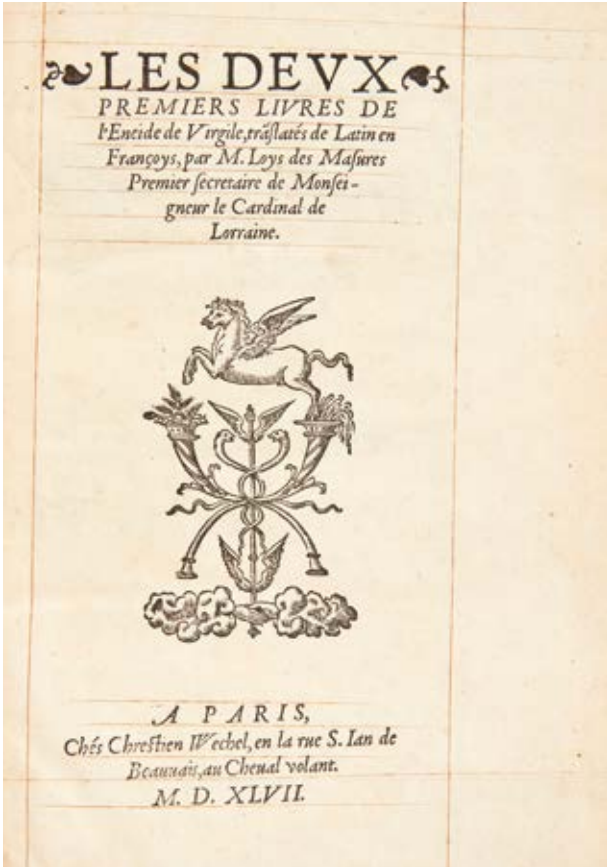 LES DEVX
PREMIERS LIVRES DE
l'Eneide de Virgile, trãſlatés de Latin en
Françoys, par M. Loys des Maſures
Premier ſecretaire de Monſei-
gneur le Cardinal de
Lorraine.
A PARIS,
Chés Chreſtien Wechel, en la rue S. Ian de
Beauuais, au Cheual volant.
M. D. XLVII.